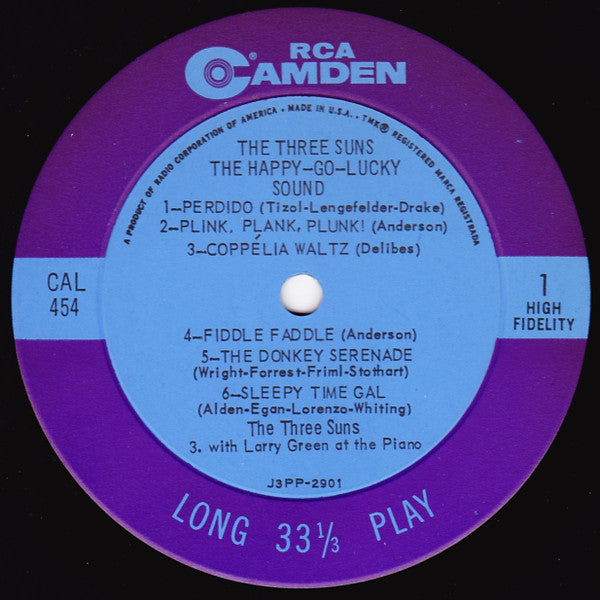 RCA
CAMDEN®
A PRODUCT OF RADIO CORPORATION OF AMERICA • MADE IN U.S.A. • TMK® REGISTERED MARCA REGISTRADA
THE THREE SUNS
THE HAPPY-GO-LUCKY
SOUND
1-PERDIDO (Tizol-Lengefelder-Drake)
2-PLINK, PLANK, PLUNK! (Anderson)
3-COPPÉLIA WALTZ (Delibes)
CAL
454
1
HIGH
FIDELITY
4-FIDDLE FADDLE (Anderson)
5-THE DONKEY SERENADE
(Wright-Forrest-Friml-Stothart)
6-SLEEPY TIME GAL
(Alden-Egan-Lorenzo-Whiting)
The Three Suns
3. with Larry Green at the Piano
J3PP-2901
LONG 33⅓ PLAY